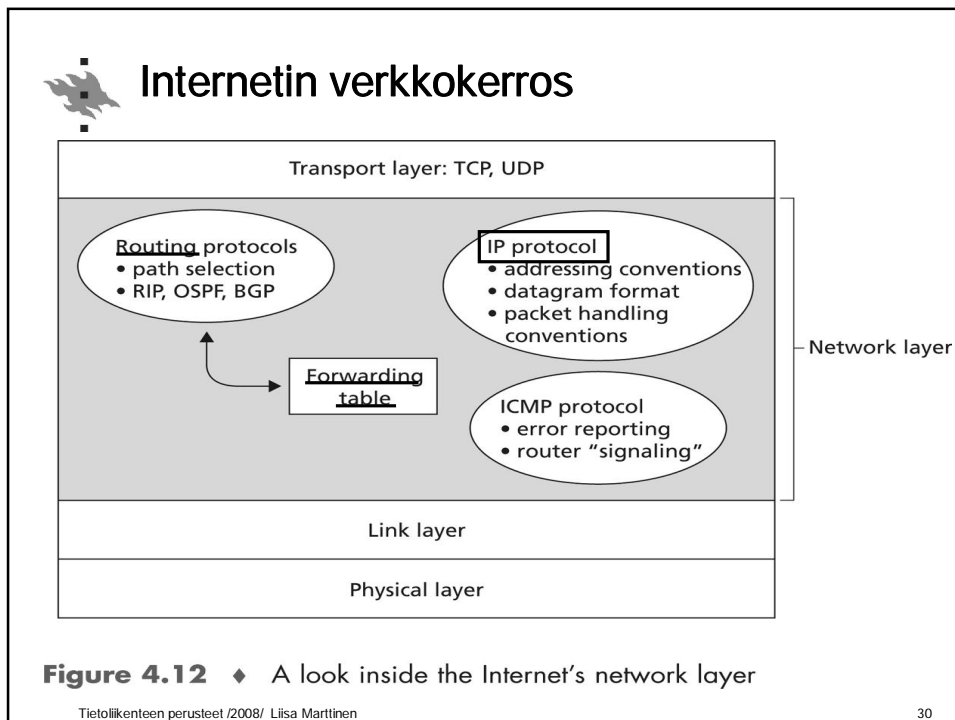 Internetin verkkokerros
Transport layer: TCP, UDP
Routing protocols
• path selection
• RIP, OSPF, BGP
Forwarding
table
IP protocol
• addressing conventions
• datagram format
• packet handling
conventions
ICMP protocol
• error reporting
• router “signaling”
Network layer
Link layer
Physical layer
Figure 4.12 ♦ A look inside the Internet's network layer
Tietoliikenteen perusteet /2008/ Liisa Marttinen
30